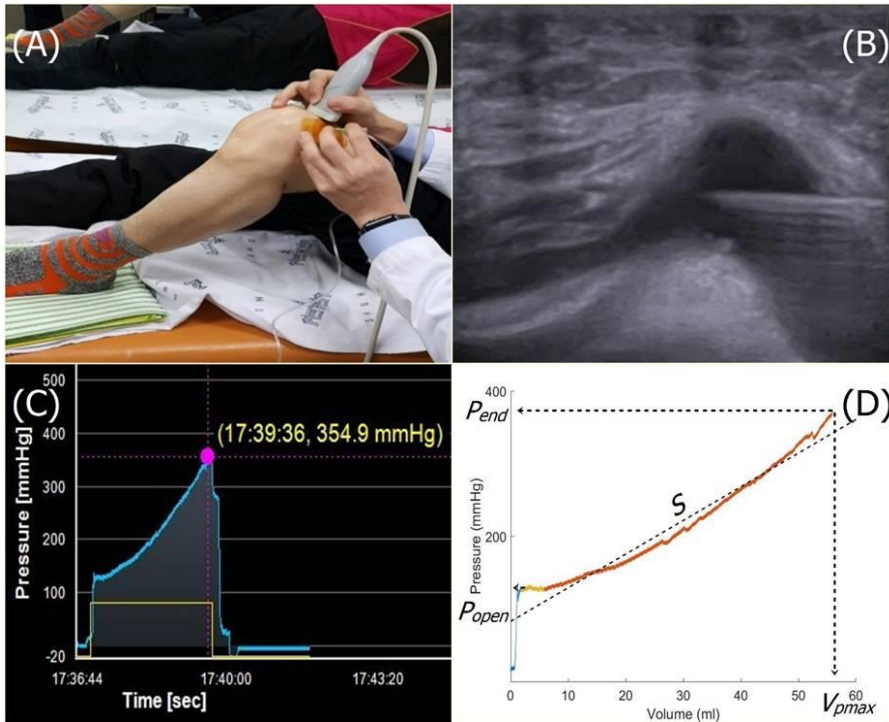 (A)
(B)
(C)
500
400
300
200
100
-20
Pressure [mmHg]
(17:39:36, 354.9 mmHg)
17:36:44
17:40:00
17:43:20
Time [sec]
(D)
400
200
Pressure (mmHg)
Pend
Popen
S
0
10
20
30
40
50
60
Volume (ml)
Vpmax